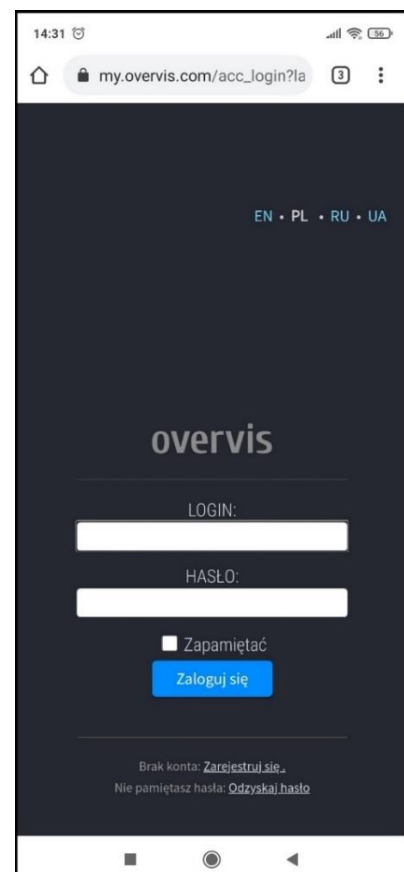 14:31
56
my.overvis.com/acc_login?la
3
EN • PL • RU • UA
overvis
LOGIN:
HASŁO:
Zapamiętać
Zaloguj się
Brak konta: Zarejestruj się .
Nie pamiętasz hasła: Odzyskaj hasło